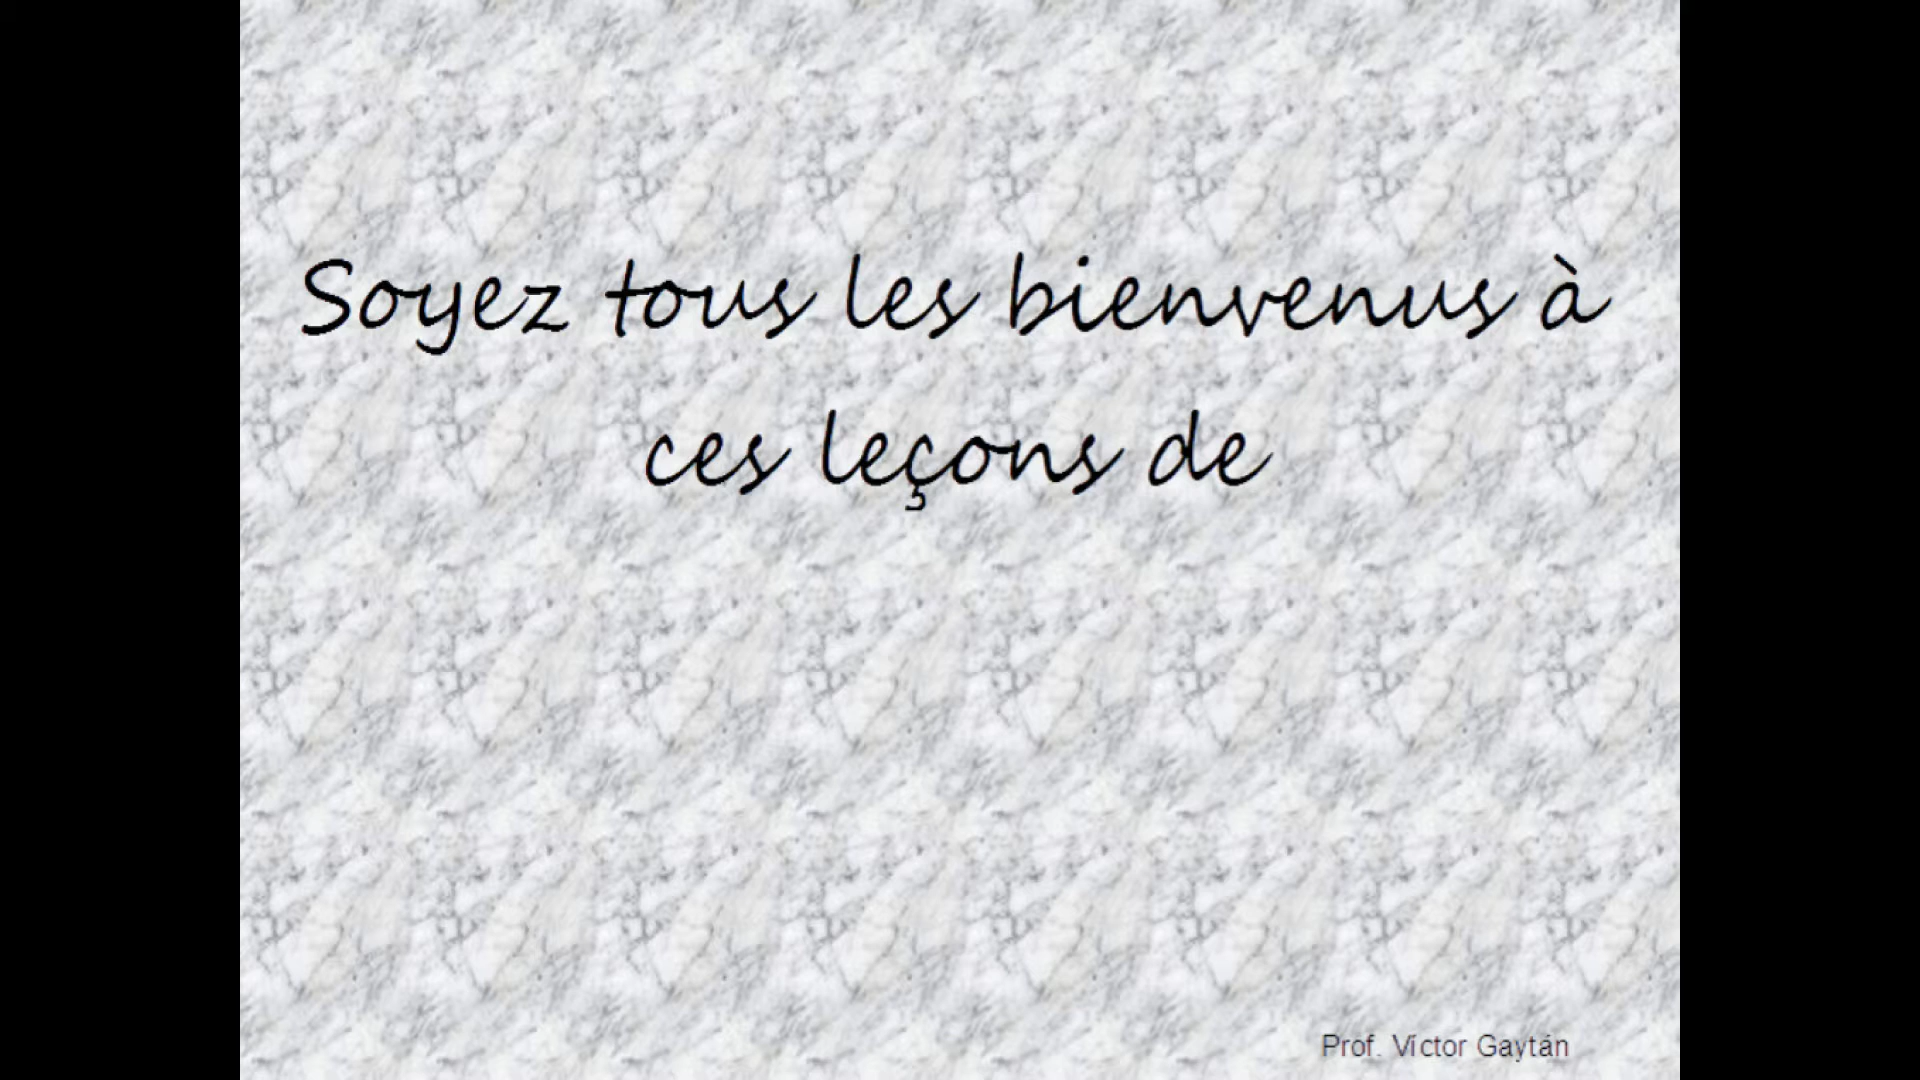 Soyez tous les bienvenus à
ces leçons de
Prof. Víctor Gaytán